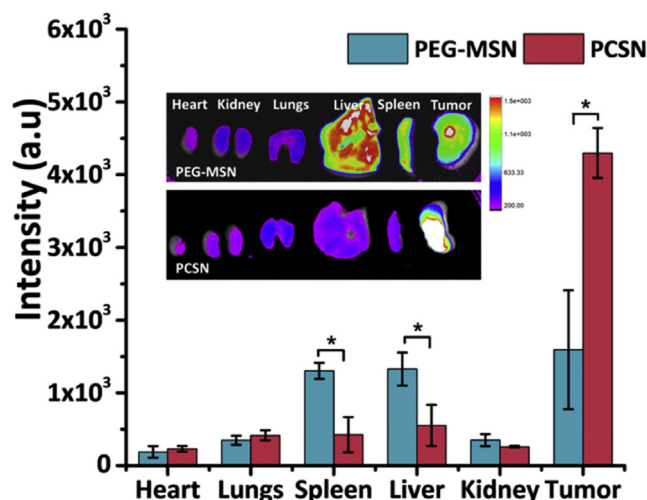 6x10³
5x10³
4x10³
3x10³
2x10³
1x10³
0
Intensity (a.u)
PEG-MSN PCSN
Heart Kidney Lungs Liver Spleen Tumor
PEG-MSN
PCSN
1.5e+003
1.1e+003
633.33
200.00
*
*
*
Heart Lungs Spleen Liver Kidney Tumor